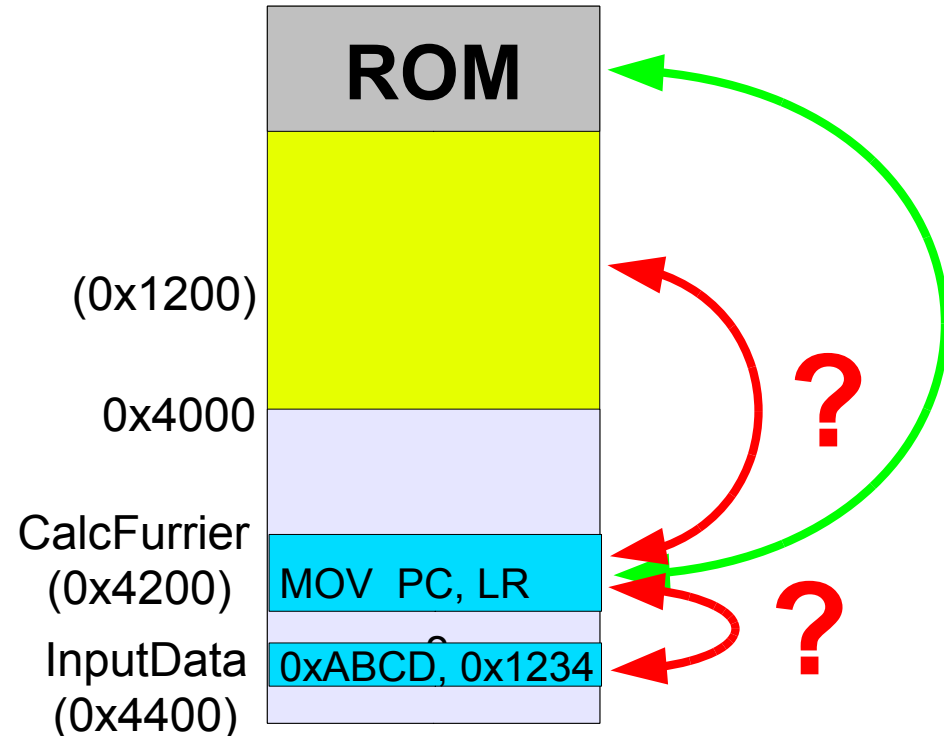 ROM
(0x1200)
?
0x4000
CalcFurrier
(0x4200)
MOV PC, LR
?
InputData
(0x4400)
0xABCD, 0x1234